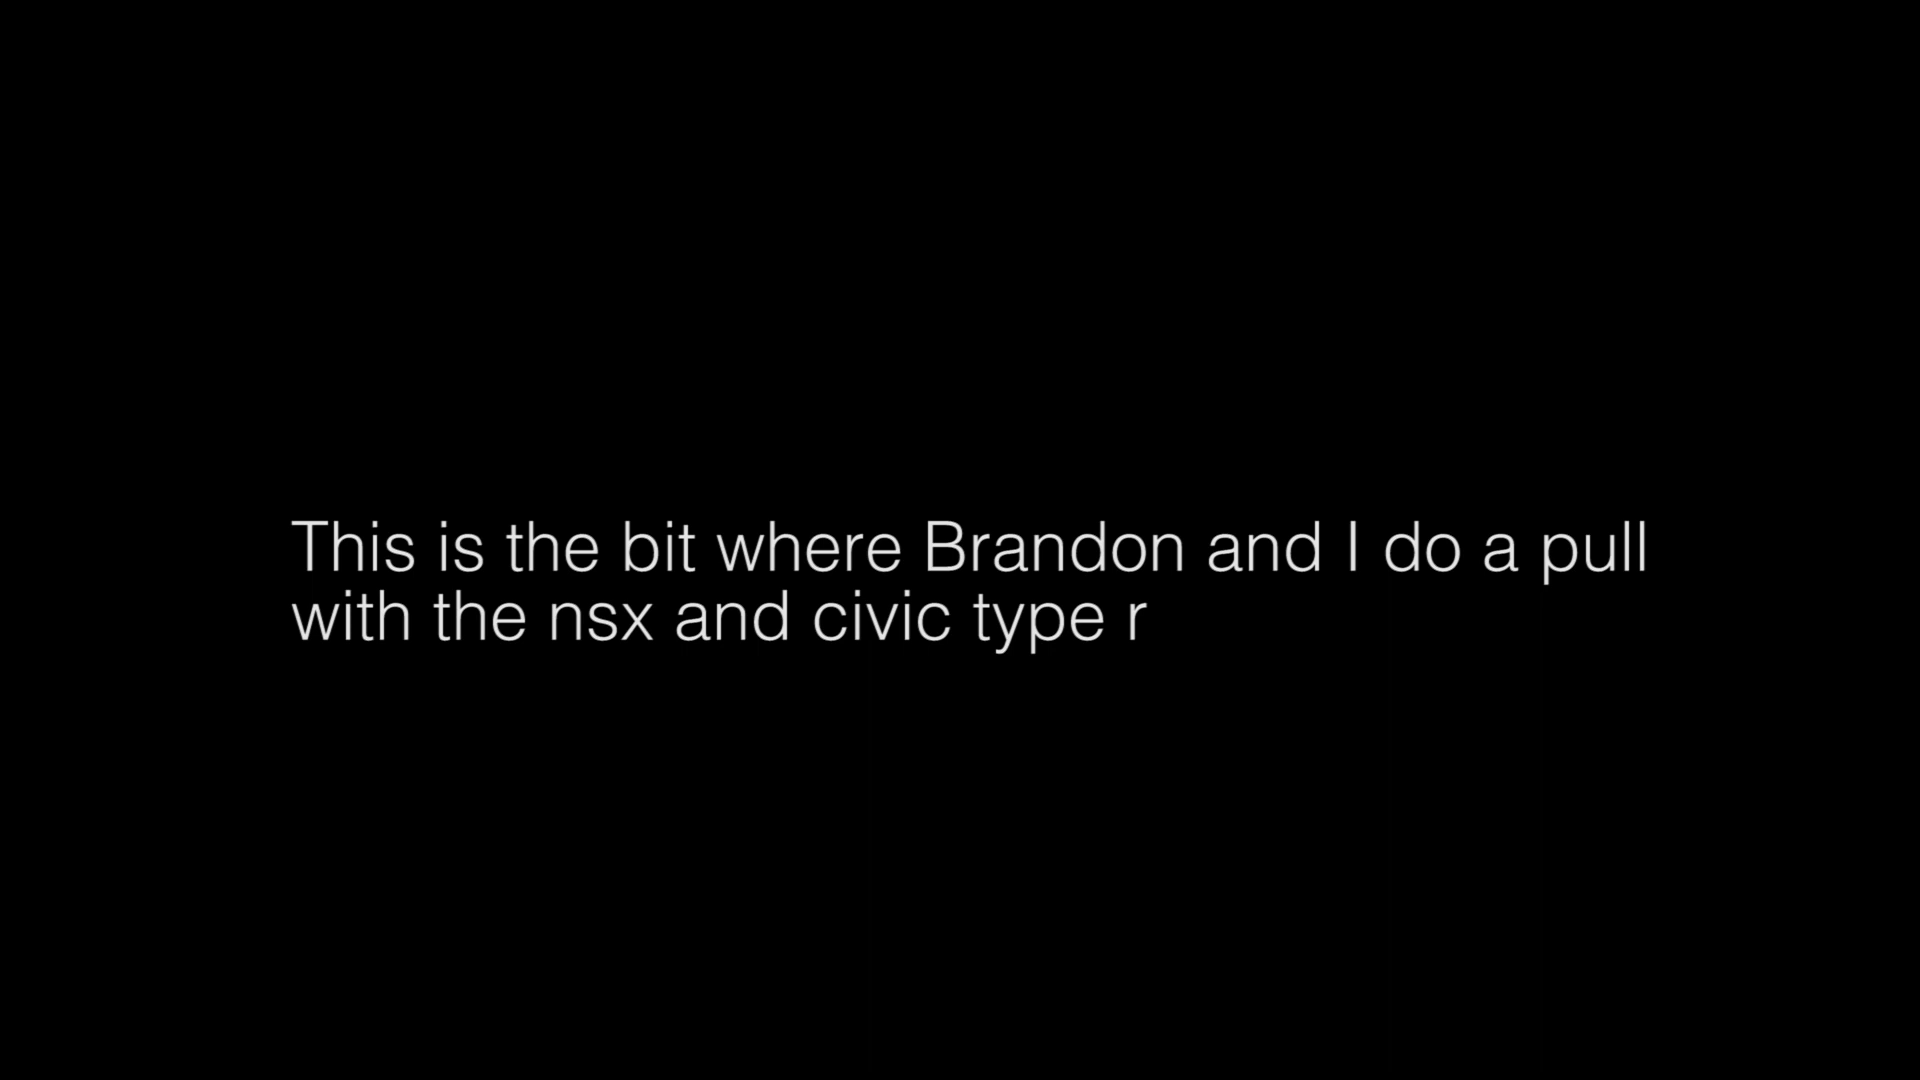 This is the bit where Brandon and I do a pull
with the nsx and civic type r